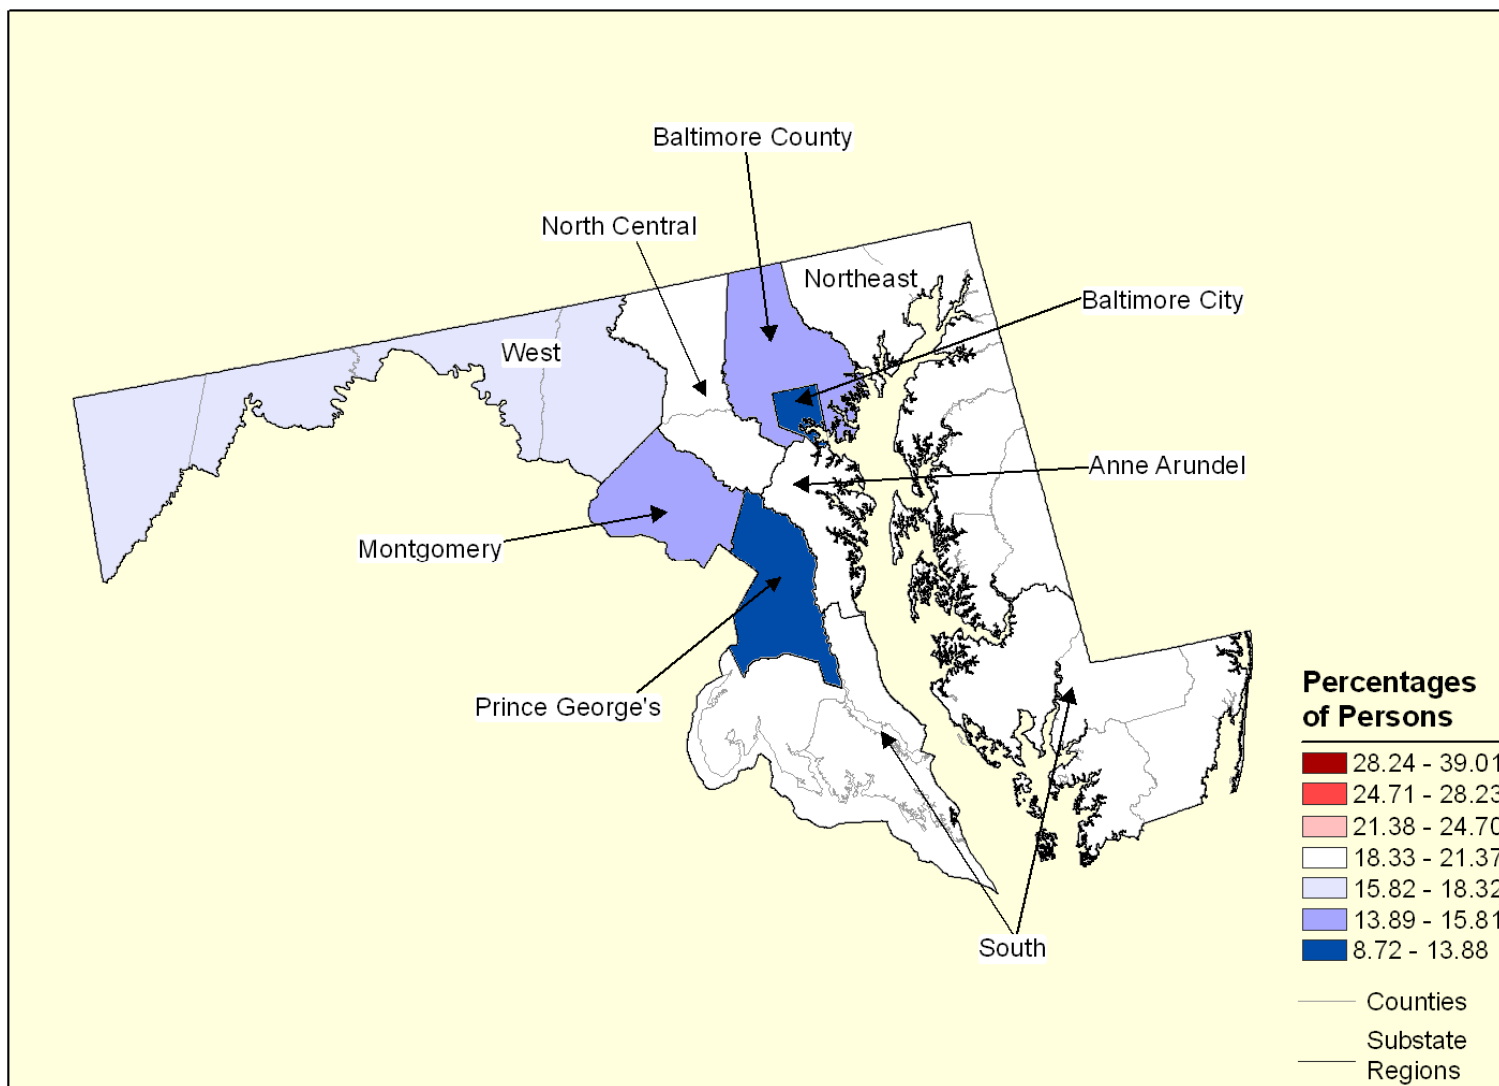 Baltimore County
North Central
Northeast
Baltimore City
West
Anne Arundel
Montgomery
Prince George's
South
Percentages
of Persons
28.24 - 39.01
24.71 - 28.23
21.38 - 24.70
18.33 - 21.37
15.82 - 18.32
13.89 - 15.81
8.72 - 13.88
Counties
Substate
Regions